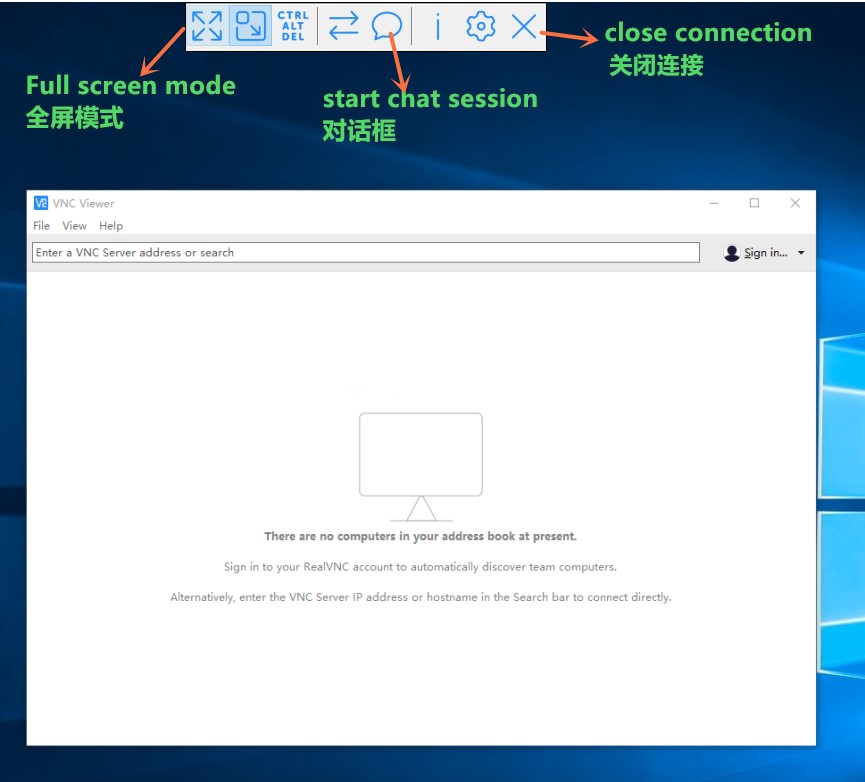 CTRL
ALT
DEL
close connection
关闭连接
Full screen mode
全屏模式
start chat session
对话框
VNC Viewer
File View Help
Enter a VNC Server address or search
Sign in...
There are no computers in your address book at present.
Sign in to your RealVNC account to automatically discover team computers.
Alternatively, enter the VNC Server IP address or hostname in the Search bar to connect directly.